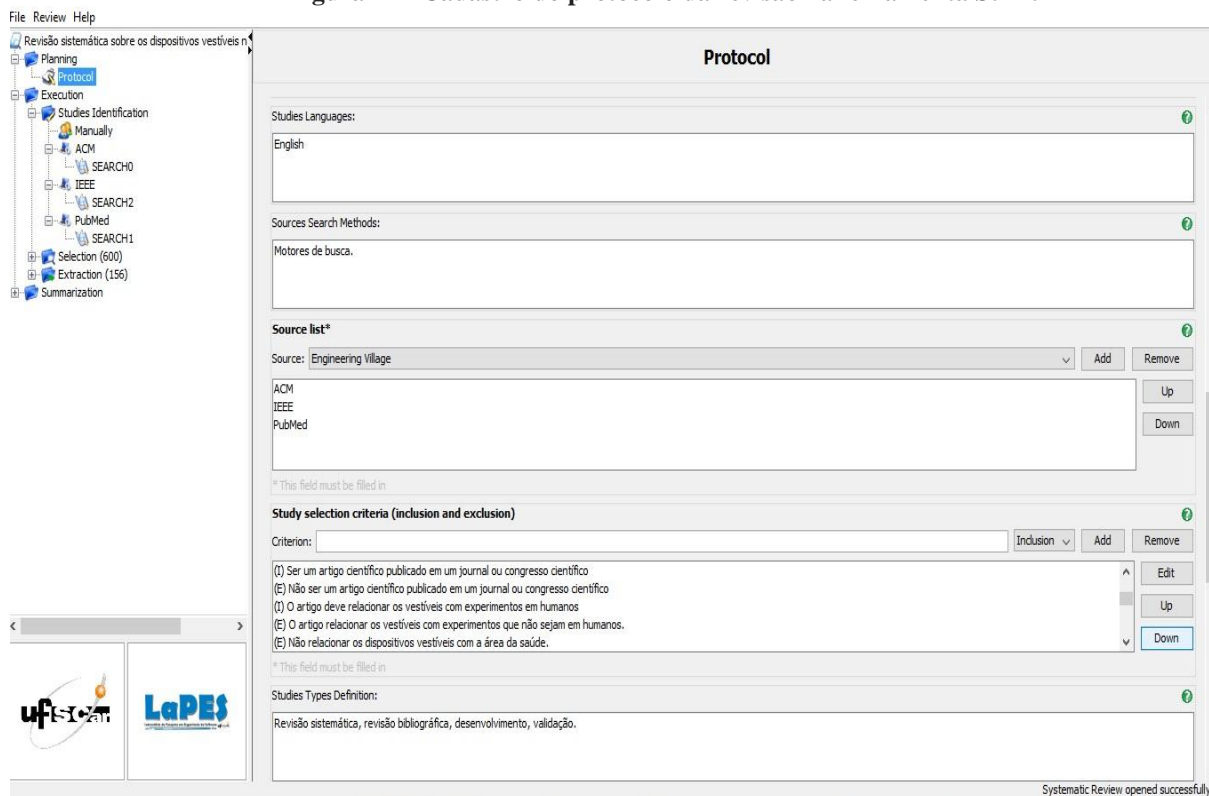 File Review Help
Revisão sistemática sobre os dispositivos vestíveis n
Planning
Protocol
Execution
Studies Identification
Manually
ACM
SEARCH0
IEEE
SEARCH2
PubMed
SEARCH1
Selection (600)
Extraction (156)
Summarization
Protocol
Studies Languages:
English
Sources Search Methods:
Motores de busca.
Source list*
Source: Engineering Village Add Remove
ACM
IEEE
PubMed
Up
Down
* This field must be filled in
Study selection criteria (inclusion and exclusion)
Criterion: Inclusion Add Remove
(I) Ser um artigo científico publicado em um journal ou congresso científico
(E) Não ser um artigo científico publicado em um journal ou congresso científico
(I) O artigo deve relacionar os vestíveis com experimentos em humanos
(E) O artigo relacionar os vestíveis com experimentos que não sejam em humanos.
(E) Não relacionar os dispositivos vestíveis com a área da saúde.
Edit
Up
Down
* This field must be filled in
Studies Types Definition:
Revisão sistemática, revisão bibliográfica, desenvolvimento, validação.
ufscar
LaPES
Systematic Review opened successfully